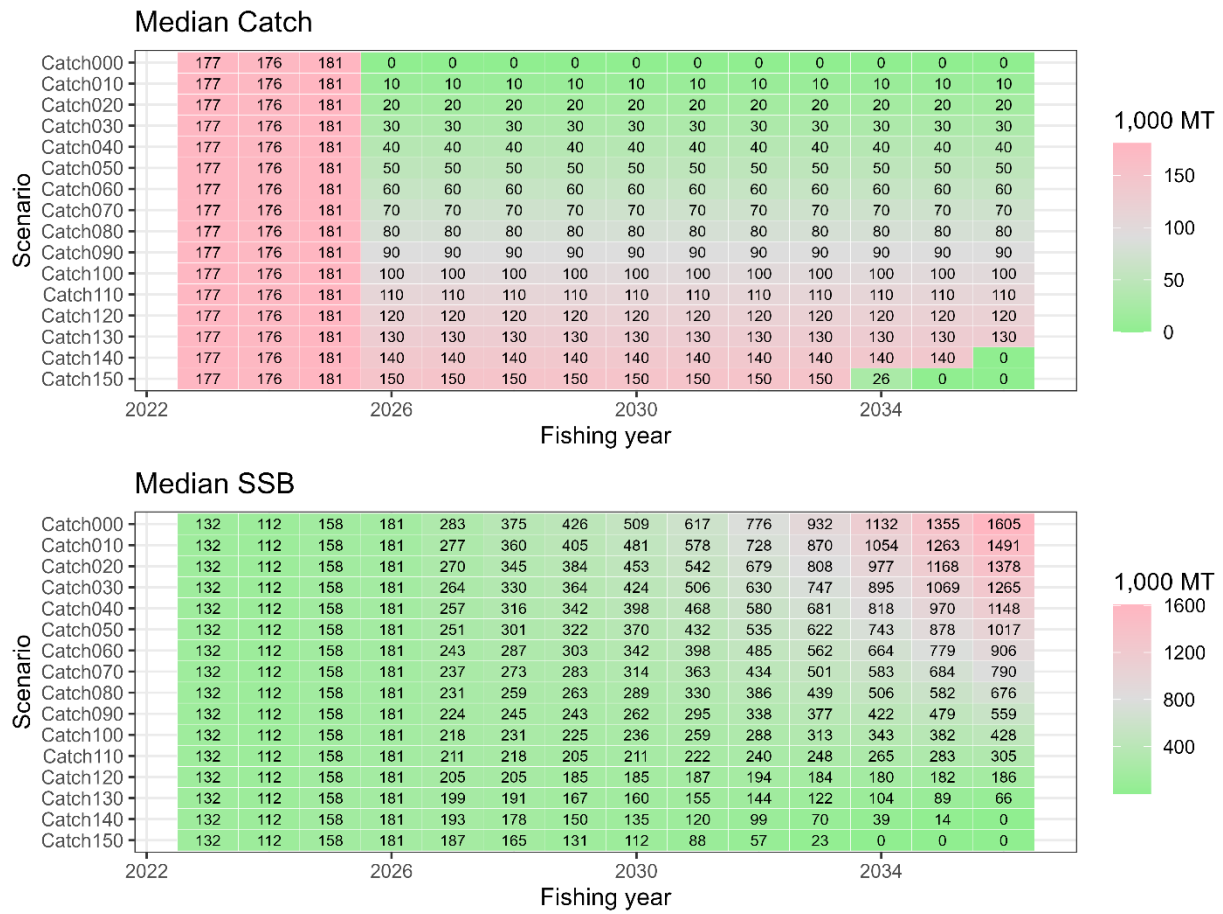 Median Catch
Catch000 177 176 181 0 0 0 0 0 0 0 0 0 0 0
Catch010 177 176 181 10 10 10 10 10 10 10 10 10 10 10
Catch020 177 176 181 20 20 20 20 20 20 20 20 20 20 20
Catch030 177 176 181 30 30 30 30 30 30 30 30 30 30 30
Catch040 177 176 181 40 40 40 40 40 40 40 40 40 40 40
Catch050 177 176 181 50 50 50 50 50 50 50 50 50 50 50
Catch060 177 176 181 60 60 60 60 60 60 60 60 60 60 60
Catch070 177 176 181 70 70 70 70 70 70 70 70 70 70 70
Catch080 177 176 181 80 80 80 80 80 80 80 80 80 80 80
Catch090 177 176 181 90 90 90 90 90 90 90 90 90 90 90
Catch100 177 176 181 100 100 100 100 100 100 100 100 100 100 100
Catch110 177 176 181 110 110 110 110 110 110 110 110 110 110 110
Catch120 177 176 181 120 120 120 120 120 120 120 120 120 120 120
Catch130 177 176 181 130 130 130 130 130 130 130 130 130 130 130
Catch140 177 176 181 140 140 140 140 140 140 140 140 140 140 0
Catch150 177 176 181 150 150 150 150 150 150 150 150 26 0 0
Scenario
2022 2026 2030 2034
Fishing year
1,000 MT
150
100
50
0
Median SSB
Catch000 132 112 158 181 283 375 426 509 617 776 932 1132 1355 1605
Catch010 132 112 158 181 277 360 405 481 578 728 870 1054 1263 1491
Catch020 132 112 158 181 270 345 384 453 542 679 808 977 1168 1378
Catch030 132 112 158 181 264 330 364 424 506 630 747 895 1069 1265
Catch040 132 112 158 181 257 316 342 398 468 580 681 818 970 1148
Catch050 132 112 158 181 251 301 322 370 432 535 622 743 878 1017
Catch060 132 112 158 181 243 287 303 342 398 485 562 664 779 906
Catch070 132 112 158 181 237 273 283 314 363 434 501 583 684 790
Catch080 132 112 158 181 231 259 263 289 330 386 439 506 582 676
Catch090 132 112 158 181 224 245 243 262 295 338 377 422 479 559
Catch100 132 112 158 181 218 231 225 236 259 288 313 343 382 428
Catch110 132 112 158 181 211 218 205 211 222 240 248 265 283 305
Catch120 132 112 158 181 205 205 185 185 187 194 184 180 182 186
Catch130 132 112 158 181 199 191 167 160 155 144 122 104 89 66
Catch140 132 112 158 181 193 178 150 135 120 99 70 39 14 0
Catch150 132 112 158 181 187 165 131 112 88 57 23 0 0 0
Scenario
2022 2026 2030 2034
Fishing year
1,000 MT
1600
1200
800
400